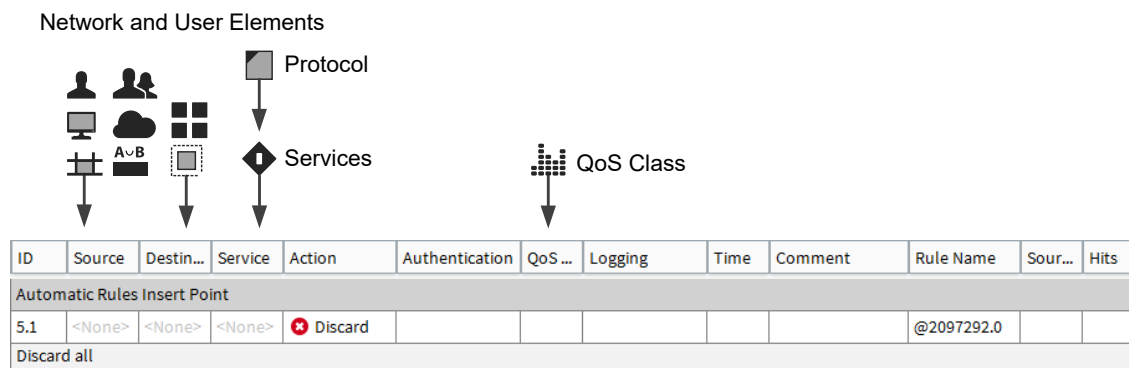 Network and User Elements
Protocol
A∪B
Services
QoS Class
ID Source Destin... Service Action Authentication QoS ... Logging Time Comment Rule Name Sour... Hits
Automatic Rules Insert Point
5.1 <None> <None> <None> Discard @2097292.0
Discard all